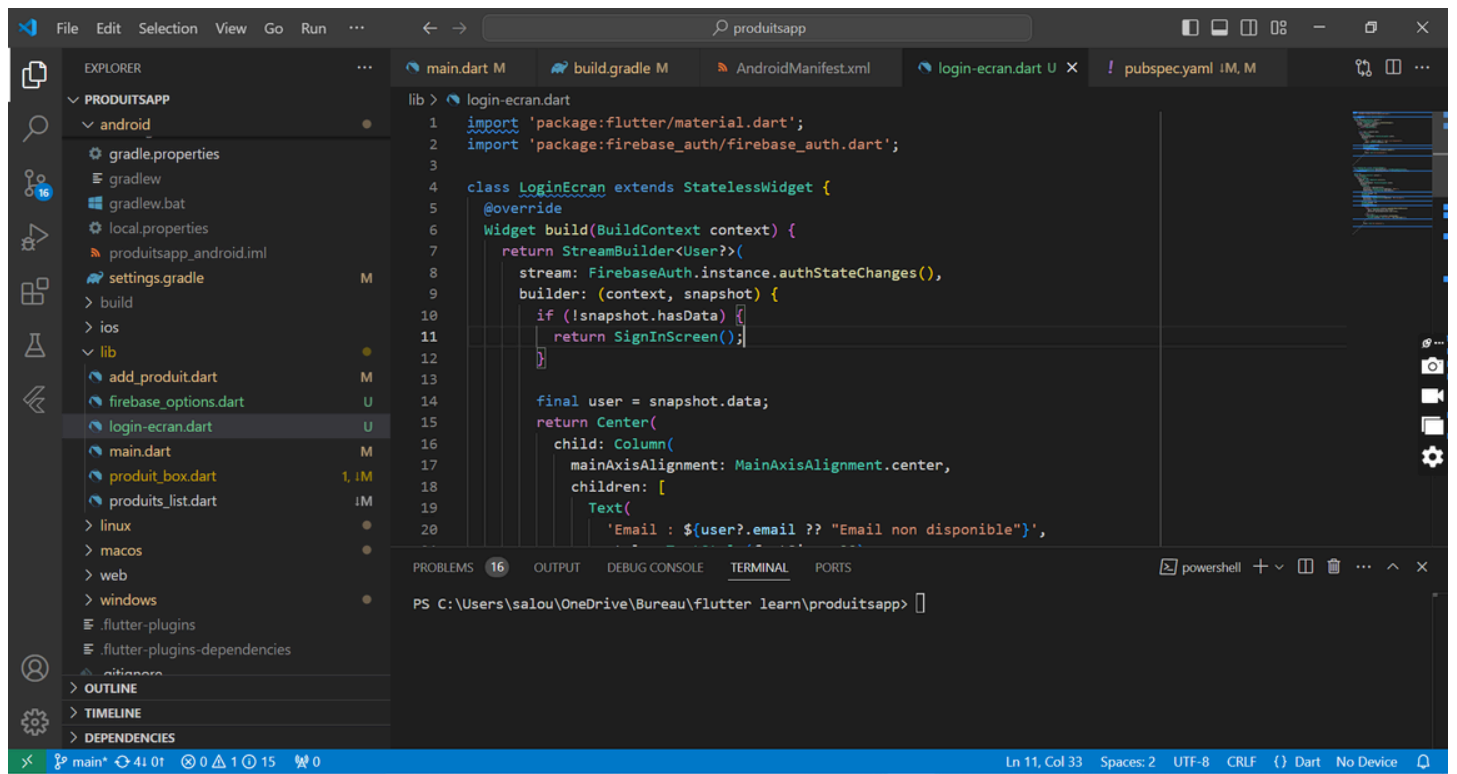 File Edit Selection View Go Run ··· ← → produitsapp
EXPLORER ···
main.dart M build.gradle M AndroidManifest.xml login-ecran.dart U × ! pubspec.yaml ↓M, M ···
PRODUITSAPP
android
gradle.properties
gradlew
gradlew.bat
local.properties
produitsapp_android.iml
settings.gradle M
build
ios
lib
add_produit.dart M
firebase_options.dart U
login-ecran.dart U
main.dart M
produit_box.dart 1, ↓M
produits_list.dart ↓M
linux
macos
web
windows
.flutter-plugins
.flutter-plugins-dependencies
.gitignore
OUTLINE
TIMELINE
DEPENDENCIES
16
lib > login-ecran.dart
1 import 'package:flutter/material.dart';
2 import 'package:firebase_auth/firebase_auth.dart';
3
4 class LoginEcran extends StatelessWidget {
5 @override
6 Widget build(BuildContext context) {
7 return StreamBuilder<User?>(
8 stream: FirebaseAuth.instance.authStateChanges(),
9 builder: (context, snapshot) {
10 if (!snapshot.hasData) {
11 return SignInScreen();
12 }
13
14 final user = snapshot.data;
15 return Center(
16 child: Column(
17 mainAxisAlignment: MainAxisAlignment.center,
18 children: [
19 Text(
20 'Email : ${user?.email ?? "Email non disponible"}',
PROBLEMS 16 OUTPUT DEBUG CONSOLE TERMINAL PORTS powershell
PS C:\Users\salou\OneDrive\Bureau\flutter learn\produitsapp>
main* 4↓ 0↑ 0 1 15 0 Ln 11, Col 33 Spaces: 2 UTF-8 CRLF {} Dart No Device